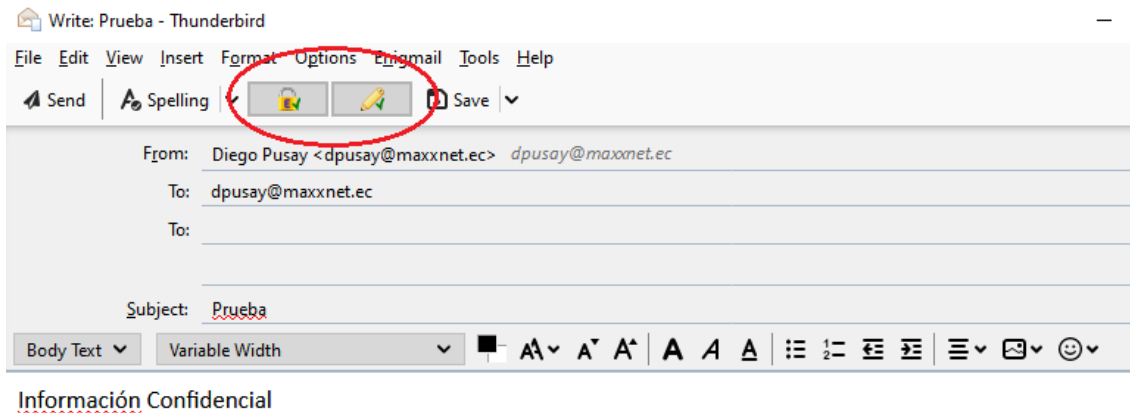 Write: Prueba - Thunderbird
File Edit View Insert Format Options Enigmail Tools Help
Send Spelling Save
From: Diego Pusay <dpusay@maxxnet.ec> dpusay@maxxnet.ec
To: dpusay@maxxnet.ec
To:
Subject: Prueba
Body Text Variable Width
Información Confidencial